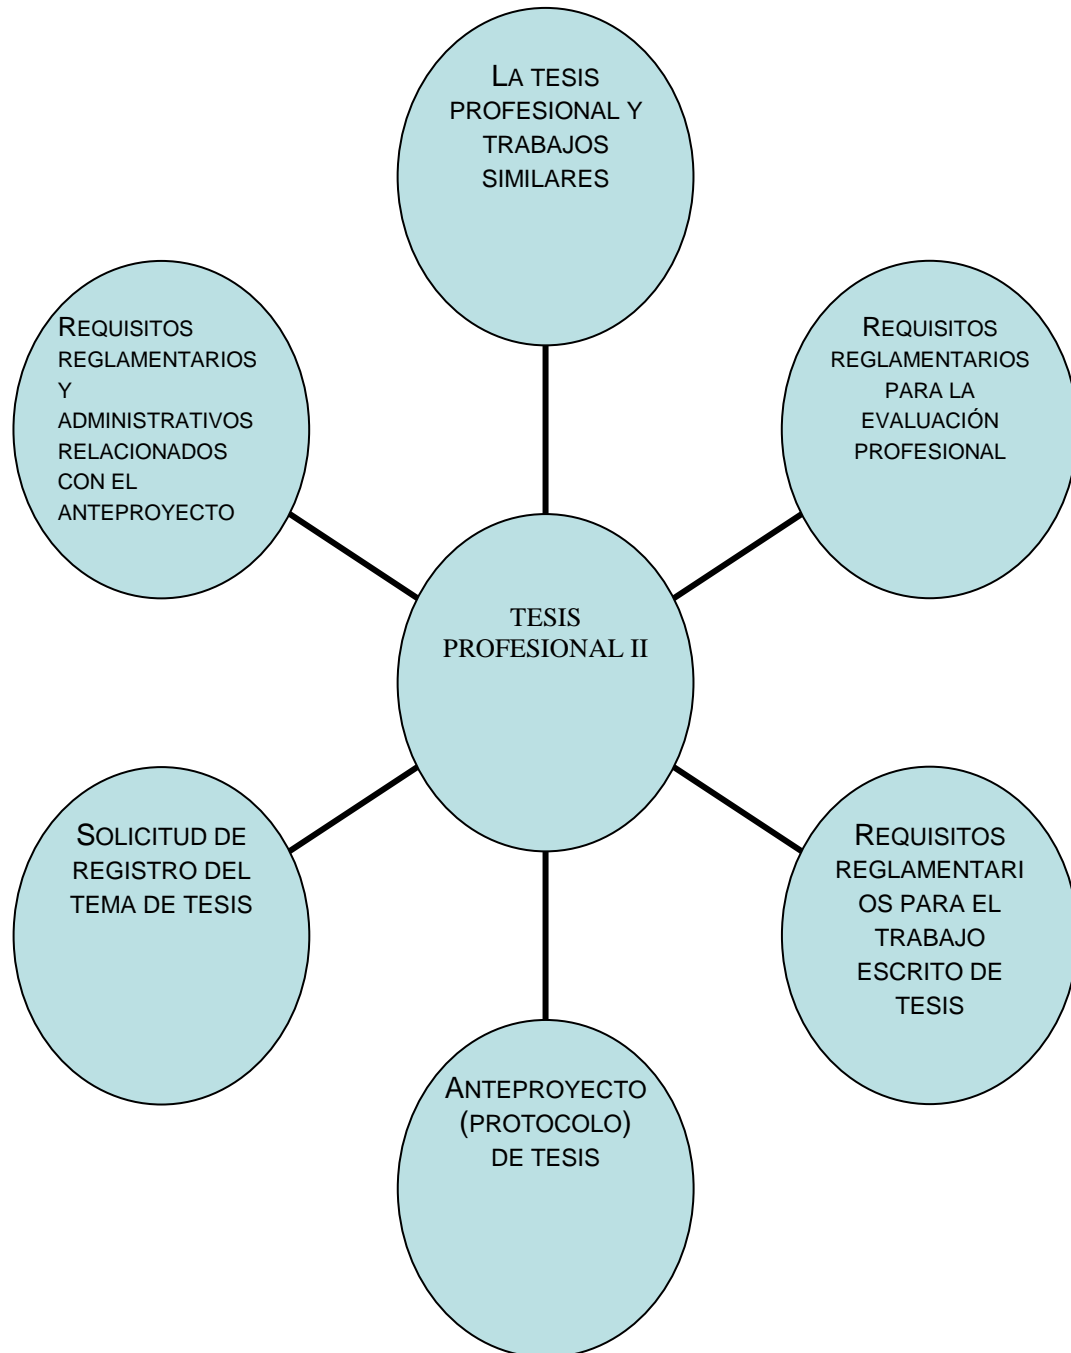 LA TESIS
PROFESIONAL Y
TRABAJOS
SIMILARES
REQUISITOS
REGLAMENTARIOS
Y
ADMINISTRATIVOS
RELACIONADOS
CON EL
ANTEPROYECTO
REQUISITOS
REGLAMENTARIOS
PARA LA
EVALUACIÓN
PROFESIONAL
TESIS
PROFESIONAL II
SOLICITUD DE
REGISTRO DEL
TEMA DE TESIS
REQUISITOS
REGLAMENTARI
OS PARA EL
TRABAJO
ESCRITO DE
TESIS
ANTEPROYECTO
(PROTOCOLO)
DE TESIS